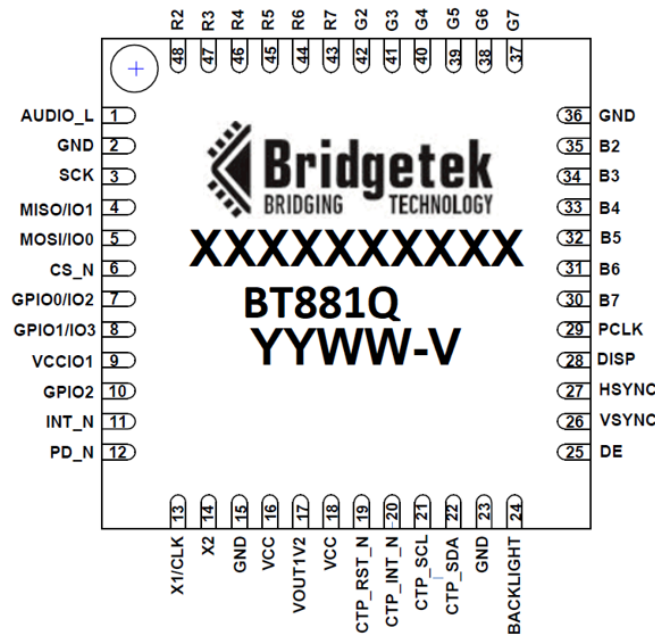 R2 R3 R4 R5 R6 R7 G2 G3 G4 G5 G6 G7
48 47 46 45 44 43 42 41 40 39 38 37
AUDIO_L 1
GND 2
SCK 3
MISO/IO1 4
MOSI/IO0 5
CS_N 6
GPIO0/IO2 7
GPIO1/IO3 8
VCCIO1 9
GPIO2 10
INT_N 11
PD_N 12
Bridgetek
BRIDGING TECHNOLOGY
XXXXXXXXXX
BT881Q
YYWW-V
36 GND
35 B2
34 B3
33 B4
32 B5
31 B6
30 B7
29 PCLK
28 DISP
27 HSYNC
26 VSYNC
25 DE
13 14 15 16 17 18 19 20 21 22 23 24
X1/CLK X2 GND VCC VOUT1V2 VCC CTP_RST_N CTP_INT_N CTP_SCL CTP_SDA GND BACKLIGHT